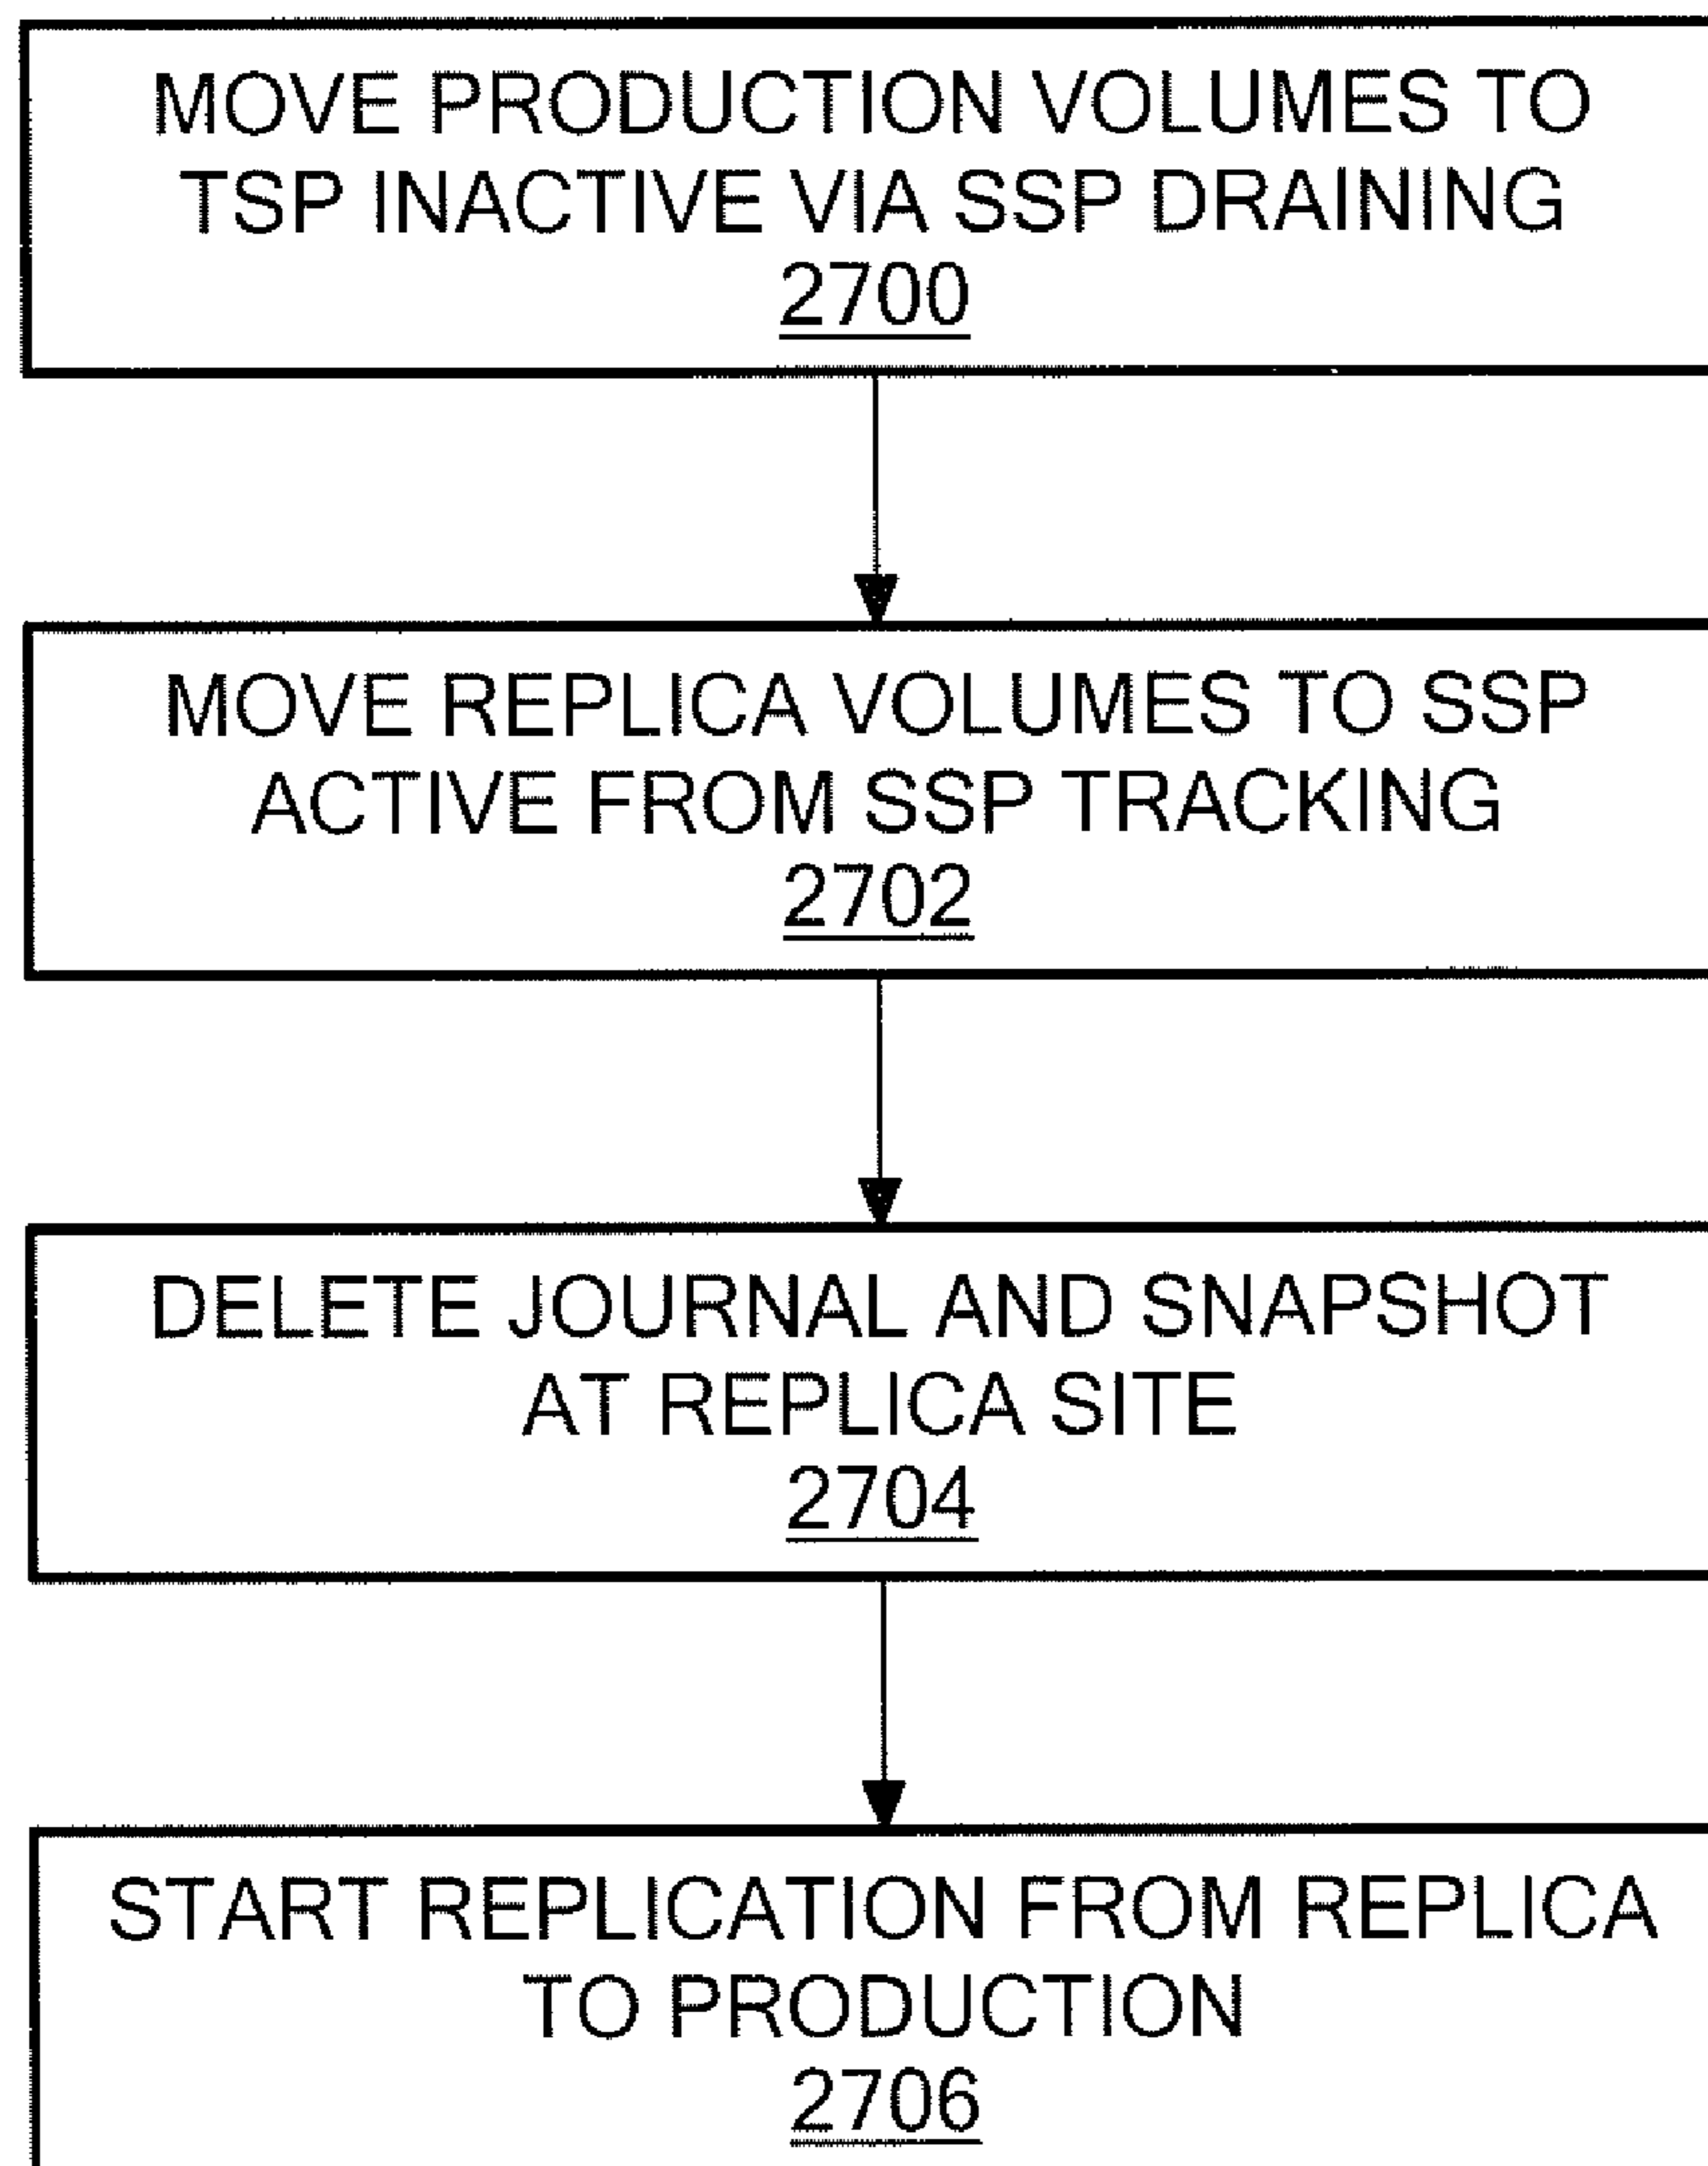 MOVE PRODUCTION VOLUMES TO
TSP INACTIVE VIA SSP DRAINING
2700
MOVE REPLICA VOLUMES TO SSP
ACTIVE FROM SSP TRACKING
2702
DELETE JOURNAL AND SNAPSHOT
AT REPLICA SITE
2704
START REPLICATION FROM REPLICA
TO PRODUCTION
2706